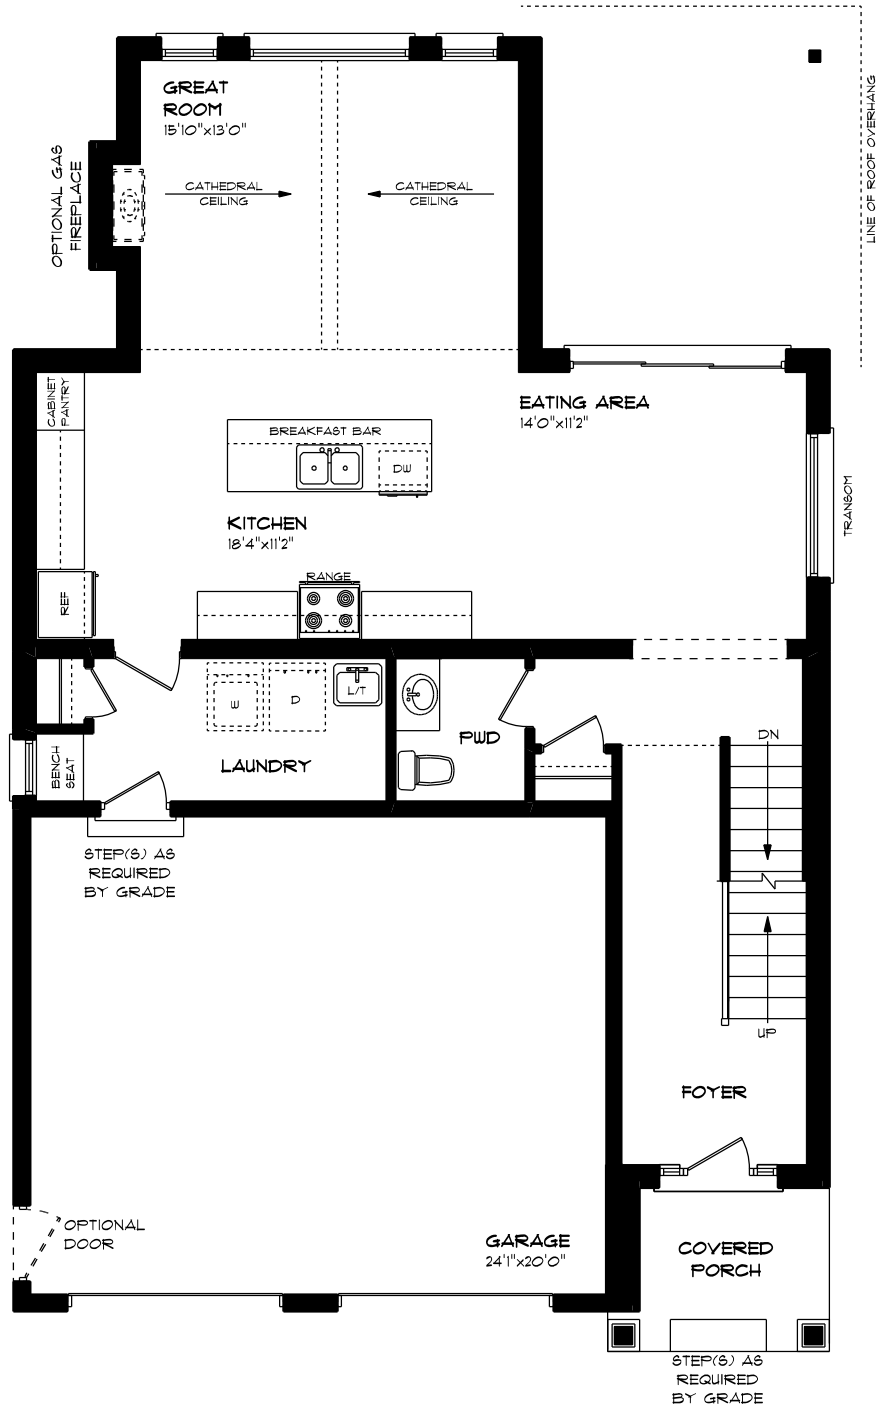 GREAT
ROOM
15'10"x13'0"
LINE OF ROOF OVERHANG
OPTIONAL GAS
FIREPLACE
CATHEDRAL
CEILING
CATHEDRAL
CEILING
CABINET
PANTRY
EATING AREA
14'0"x11'2"
BREAKFAST BAR
DW
TRANSOM
KITCHEN
18'4"x11'2"
RANGE
REF
W
D
L/T
PWD
DN
LAUNDRY
BENCH
SEAT
STEP(S) AS
REQUIRED
BY GRADE
UP
FOYER
OPTIONAL
DOOR
GARAGE
24'1"x20'0"
COVERED
PORCH
STEP(S) AS
REQUIRED
BY GRADE